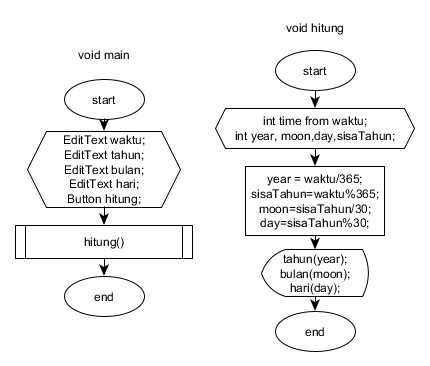 void main
start
EditText waktu;
EditText tahun;
EditText bulan;
EditText hari;
Button hitung;
hitung()
end
void hitung
start
int time from waktu;
int year, moon,day,sisaTahun;
year = waktu/365;
sisaTahun=waktu%365;
moon=sisaTahun/30;
day=sisaTahun%30;
tahun(year);
bulan(moon);
hari(day);
end